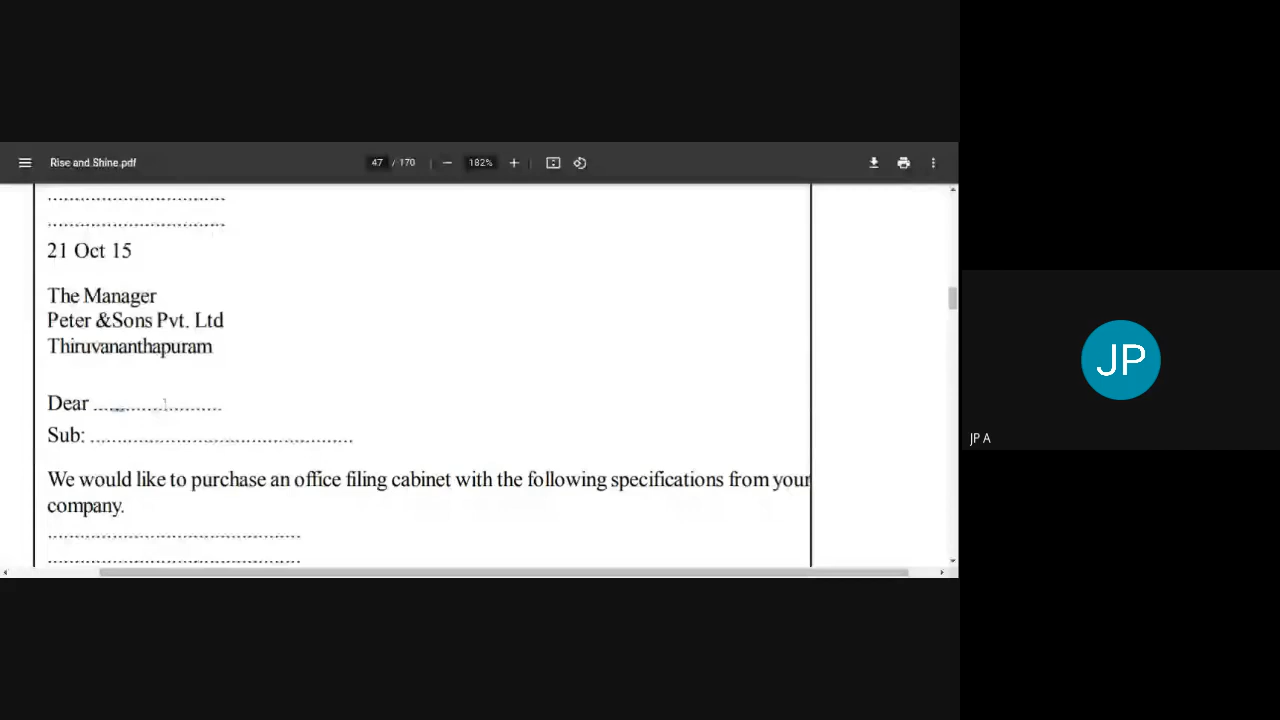 Rise and Shine.pdf
47 / 170
182%
................................
................................
21 Oct 15
The Manager
Peter &Sons Pvt. Ltd
Thiruvananthapuram
Dear ........................
Sub: .................................................
We would like to purchase an office filing cabinet with the following specifications from your
company.
...............................................
...............................................
JP
JP A